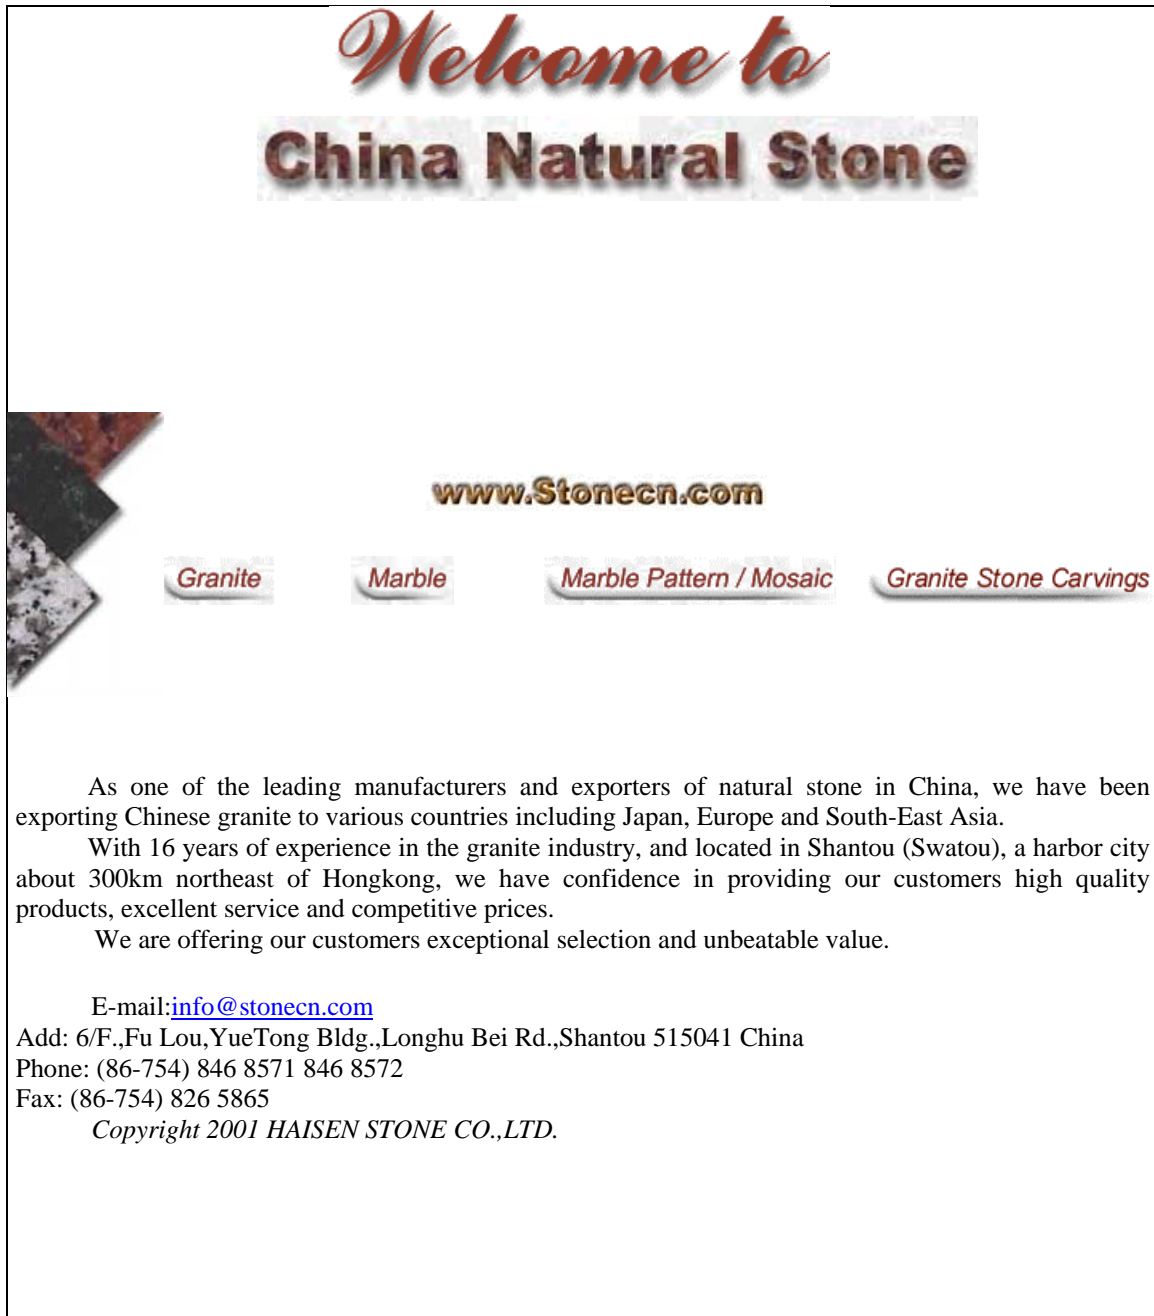 Welcome to
China Natural Stone
www.Stonecn.com
Granite Marble Marble Pattern / Mosaic Granite Stone Carvings
As one of the leading manufacturers and exporters of natural stone in China, we have been
exporting Chinese granite to various countries including Japan, Europe and South-East Asia.
With 16 years of experience in the granite industry, and located in Shantou (Swatou), a harbor city
about 300km northeast of Hongkong, we have confidence in providing our customers high quality
products, excellent service and competitive prices.
We are offering our customers exceptional selection and unbeatable value.
E-mail:info@stonecn.com
Add: 6/F.,Fu Lou,YueTong Bldg.,Longhu Bei Rd.,Shantou 515041 China
Phone: (86-754) 846 8571 846 8572
Fax: (86-754) 826 5865
Copyright 2001 HAISEN STONE CO.,LTD.